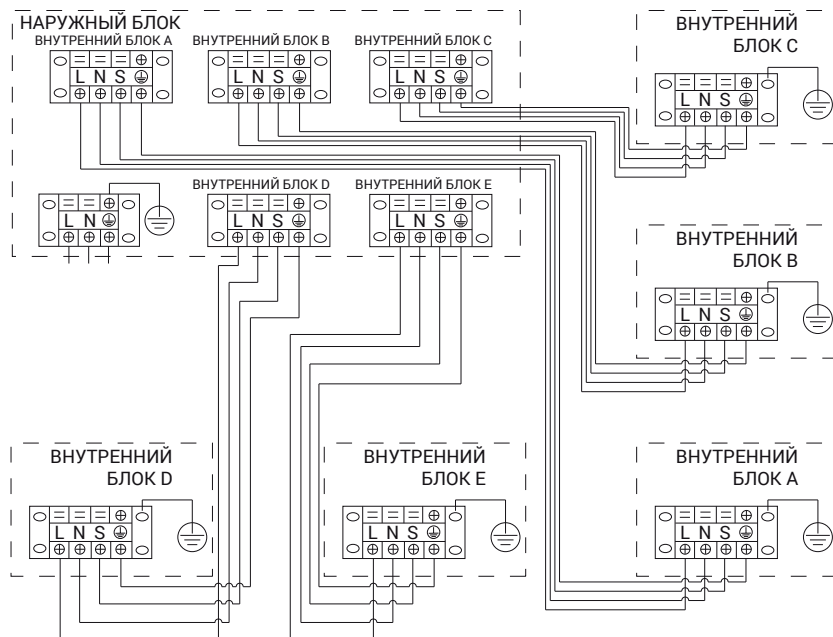 НАРУЖНЫЙ БЛОК
ВНУТРЕННИЙ БЛОК A
ВНУТРЕННИЙ БЛОК B
ВНУТРЕННИЙ БЛОК C
L N S
L N S
L N S
ВНУТРЕННИЙ
БЛОК C
L N S
ВНУТРЕННИЙ БЛОК D
ВНУТРЕННИЙ БЛОК E
L N
L N S
L N S
ВНУТРЕННИЙ
БЛОК B
L N S
ВНУТРЕННИЙ
БЛОК D
L N S
ВНУТРЕННИЙ
БЛОК E
L N S
ВНУТРЕННИЙ
БЛОК A
L N S